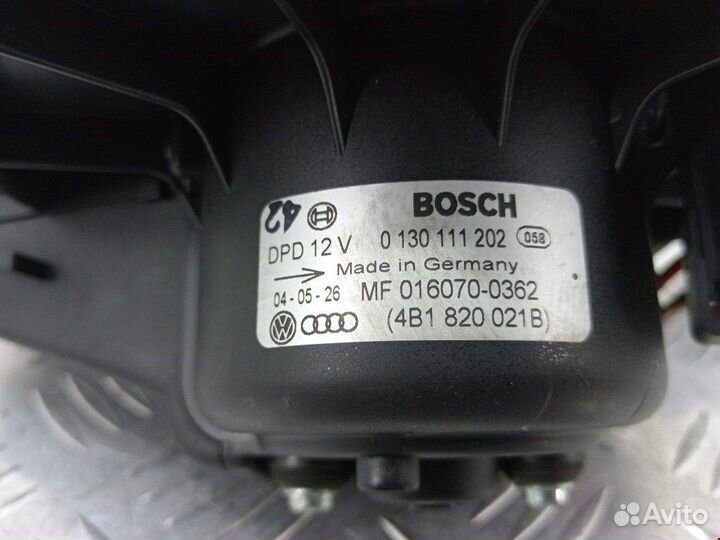 42 BOSCH
DPD 12 V 0 130 111 202 058
Made in Germany
04-05-26 MF 016070-0362
(4B1 820 021B)
Avito